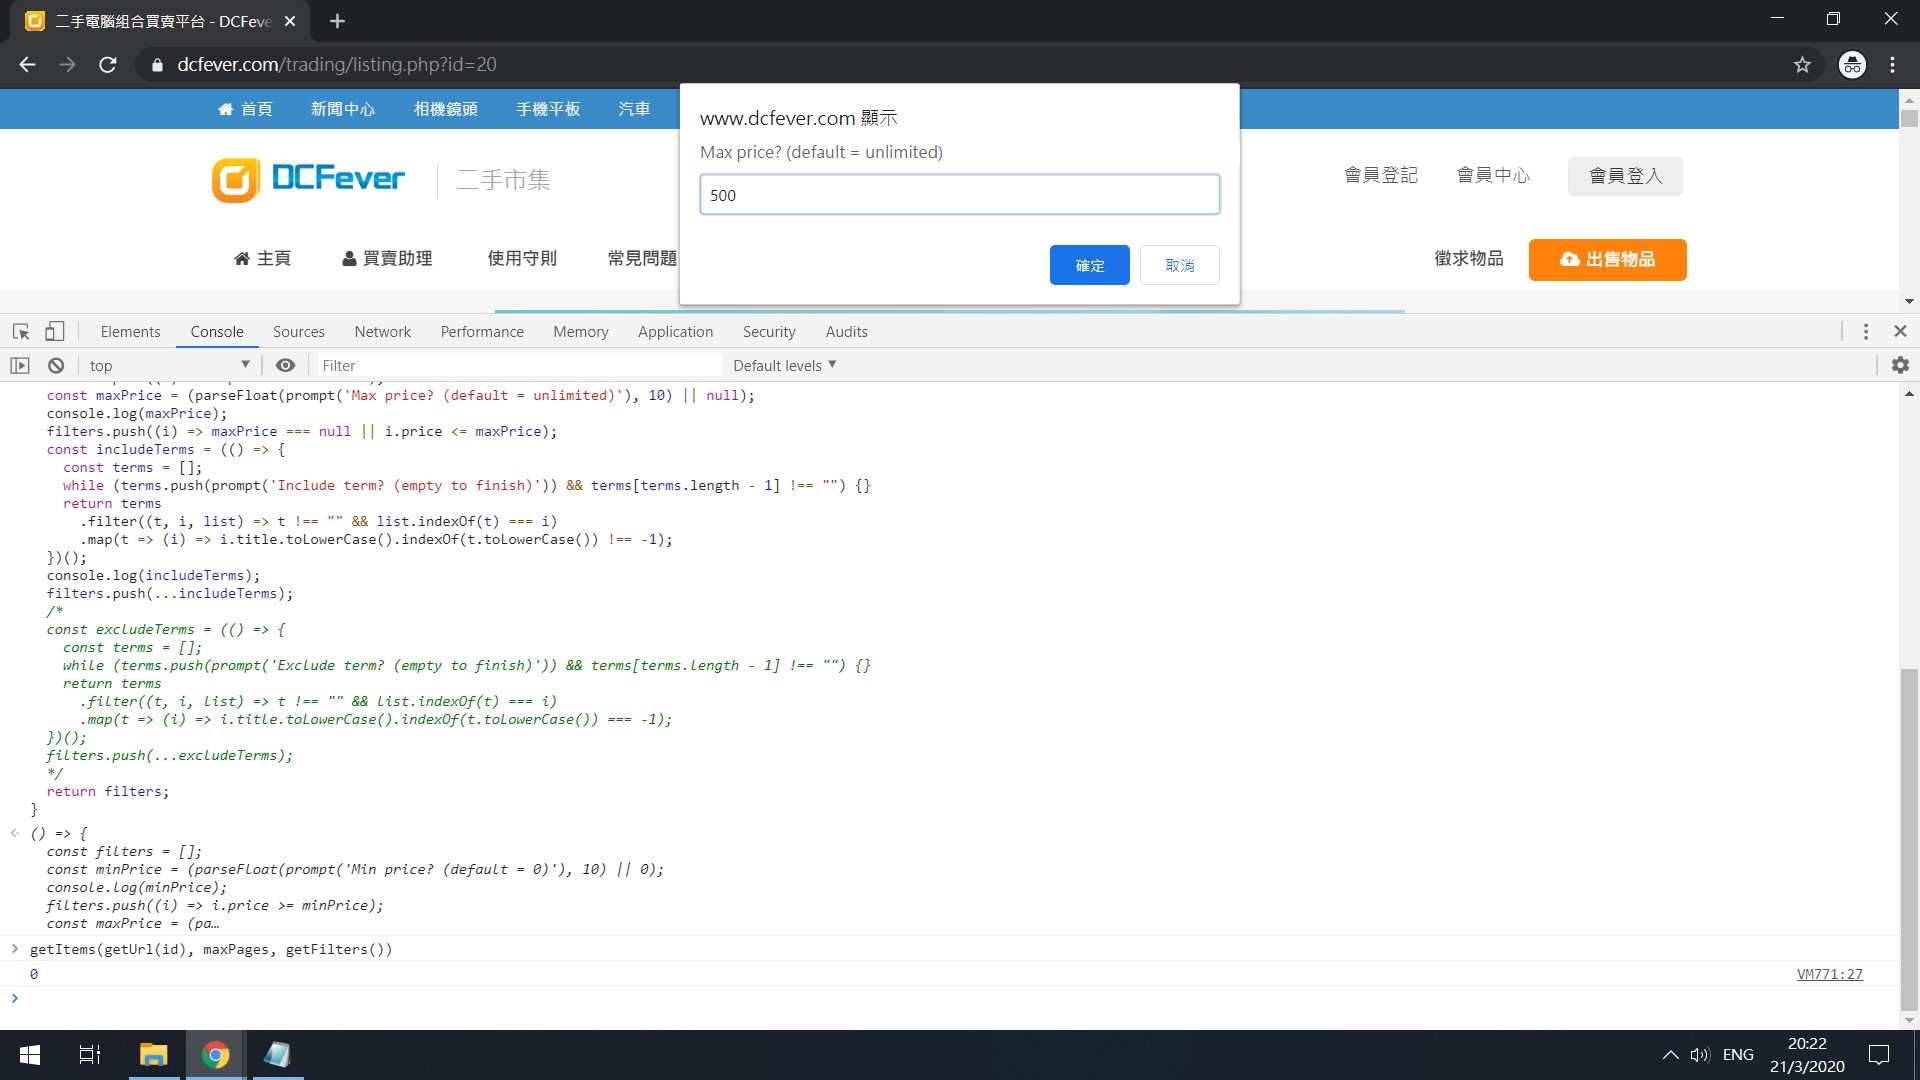 二手電腦組合買賣平台 - DCFeve
dcfever.com/trading/listing.php?id=20
首頁 新聞中心 相機鏡頭 手機平板 汽車
DCFever 二手市集
會員登記 會員中心 會員登入
主頁 買賣助理 使用守則 常見問題
徵求物品 出售物品
www.dcfever.com 顯示
Max price? (default = unlimited)
500
確定 取消
Elements Console Sources Network Performance Memory Application Security Audits
top Filter Default levels
const maxPrice = (parseFloat(prompt('Max price? (default = unlimited)'), 10) || null);
console.log(maxPrice);
filters.push((i) => maxPrice === null || i.price <= maxPrice);
const includeTerms = (() => {
const terms = [];
while (terms.push(prompt('Include term? (empty to finish)')) && terms[terms.length - 1] !== "") {}
return terms
.filter((t, i, list) => t !== "" && list.indexOf(t) === i)
.map(t => (i) => i.title.toLowerCase().indexOf(t.toLowerCase()) !== -1);
})();
console.log(includeTerms);
filters.push(...includeTerms);
/*
const excludeTerms = (() => {
const terms = [];
while (terms.push(prompt('Exclude term? (empty to finish)')) && terms[terms.length - 1] !== "") {}
return terms
.filter((t, i, list) => t !== "" && list.indexOf(t) === i)
.map(t => (i) => i.title.toLowerCase().indexOf(t.toLowerCase()) === -1);
})();
filters.push(...excludeTerms);
*/
return filters;
}
() => {
const filters = [];
const minPrice = (parseFloat(prompt('Min price? (default = 0)'), 10) || 0);
console.log(minPrice);
filters.push((i) => i.price >= minPrice);
const maxPrice = (pa…
getItems(getUrl(id), maxPages, getFilters())
0 VM771:27
ENG
20:22
21/3/2020